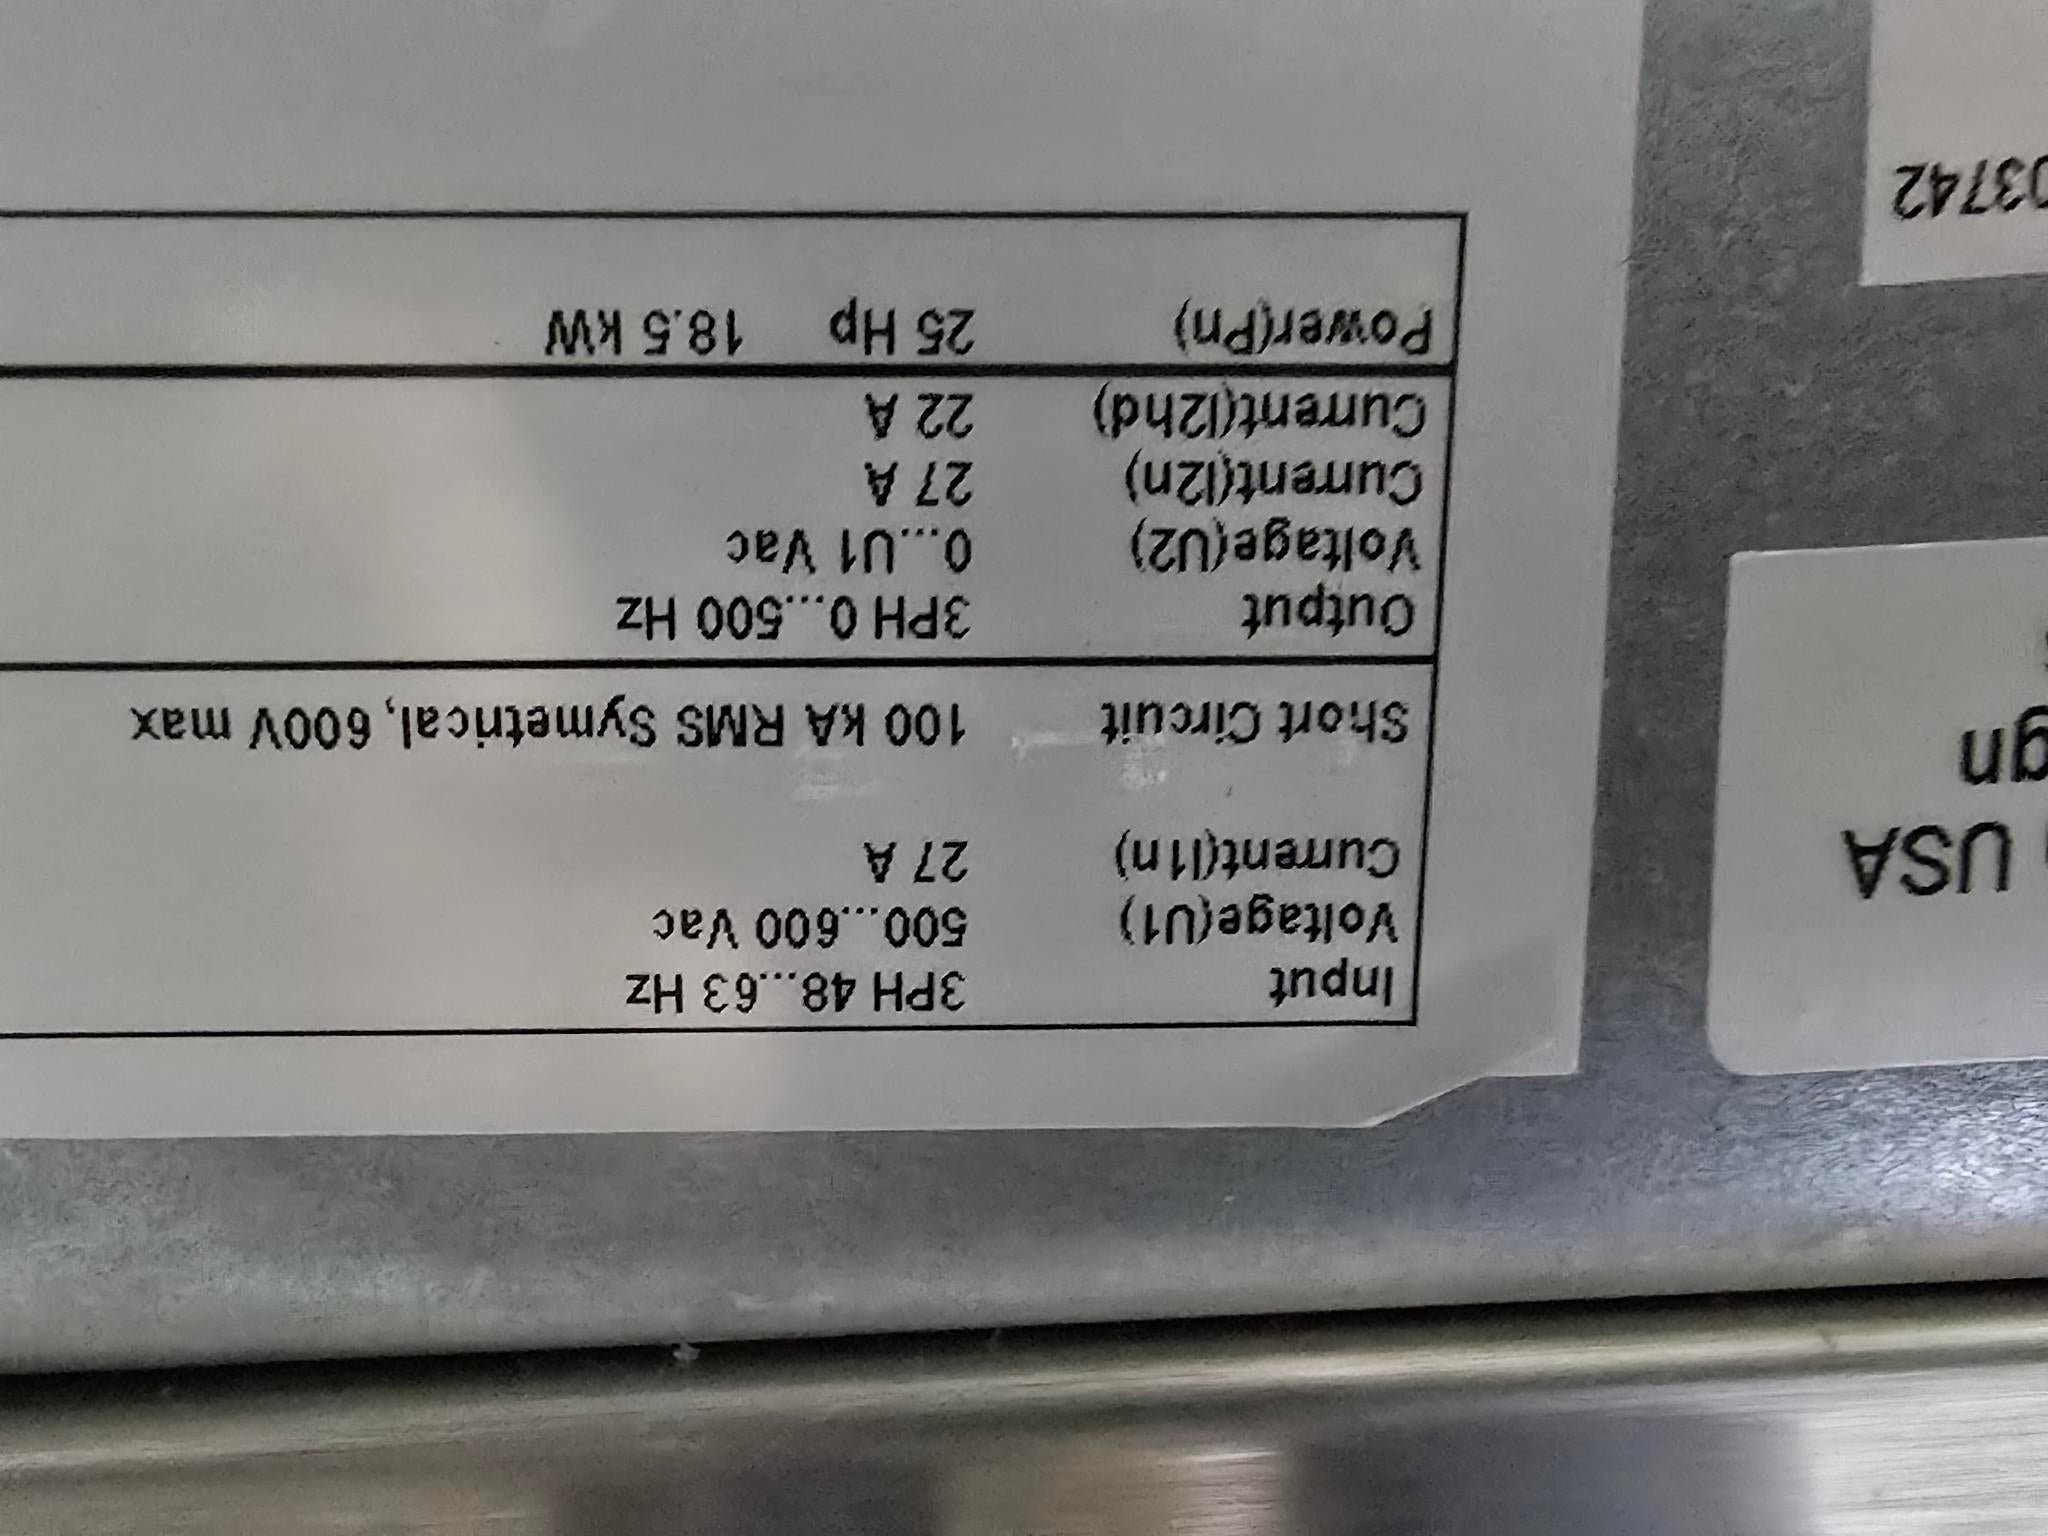 Input 3PH 48...63 Hz
Voltage(U1) 500...600 Vac
Current(I1n) 27 A
Short Circuit 100 kA RMS Symetrical, 600V max
Output 3PH 0...500 Hz
Voltage(U2) 0...U1 Vac
Current(I2n) 27 A
Current(I2hd) 22 A
Power(Pn) 25 Hp 18.5 kW
USA
gn
03742